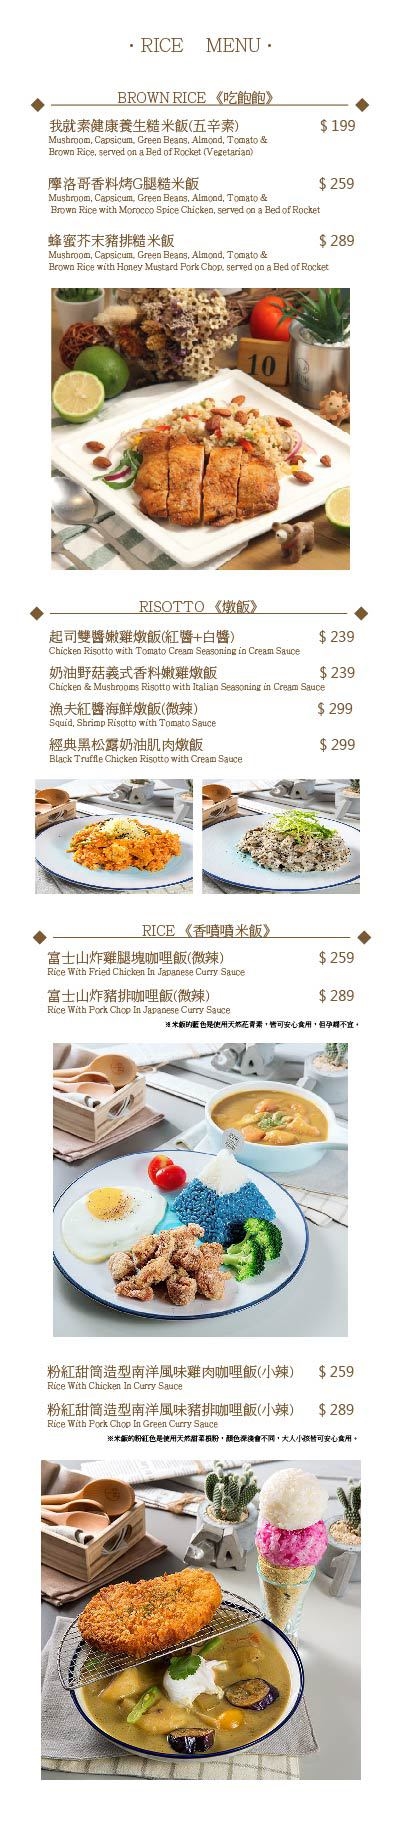 · RICE MENU ·
BROWN RICE 《吃飽飽》
我就素健康養生糙米飯(五辛素) $ 199
Mushroom, Capsicum, Green Beans, Almond, Tomato &
Brown Rice, served on a Bed of Rocket (Vegetarian)
摩洛哥香料烤G腿糙米飯 $ 259
Mushroom, Capsicum, Green Beans, Almond, Tomato &
Brown Rice with Morocco Spice Chicken, served on a Bed of Rocket
蜂蜜芥末豬排糙米飯 $ 289
Mushroom, Capsicum, Green Beans, Almond, Tomato &
Brown Rice with Honey Mustard Pork Chop, served on a Bed of Rocket
10
RISOTTO 《燉飯》
起司雙醬嫩雞燉飯(紅醬+白醬) $ 239
Chicken Risotto with Tomato Cream Seasoning in Cream Sauce
奶油野菇義式香料嫩雞燉飯 $ 239
Chicken & Mushrooms Risotto with Italian Seasoning in Cream Sauce
漁夫紅醬海鮮燉飯(微辣) $ 299
Squid, Shrimp Risotto with Tomato Sauce
經典黑松露奶油肌肉燉飯 $ 299
Black Truffle Chicken Risotto with Cream Sauce
RICE 《香噴噴米飯》
富士山炸雞腿塊咖哩飯(微辣) $ 259
Rice With Fried Chicken In Japanese Curry Sauce
富士山炸豬排咖哩飯(微辣) $ 289
Rice With Pork Chop In Japanese Curry Sauce
※米飯的藍色是使用天然花青素，皆可安心食用，但孕婦不宜。
粉紅甜筒造型南洋風味雞肉咖哩飯(小辣) $ 259
Rice With Chicken In Curry Sauce
粉紅甜筒造型南洋風味豬排咖哩飯(小辣) $ 289
Rice With Pork Chop In Green Curry Sauce
※米飯的粉紅色是使用天然甜菜根粉，顏色深淺會不同，大人小孩皆可安心食用。